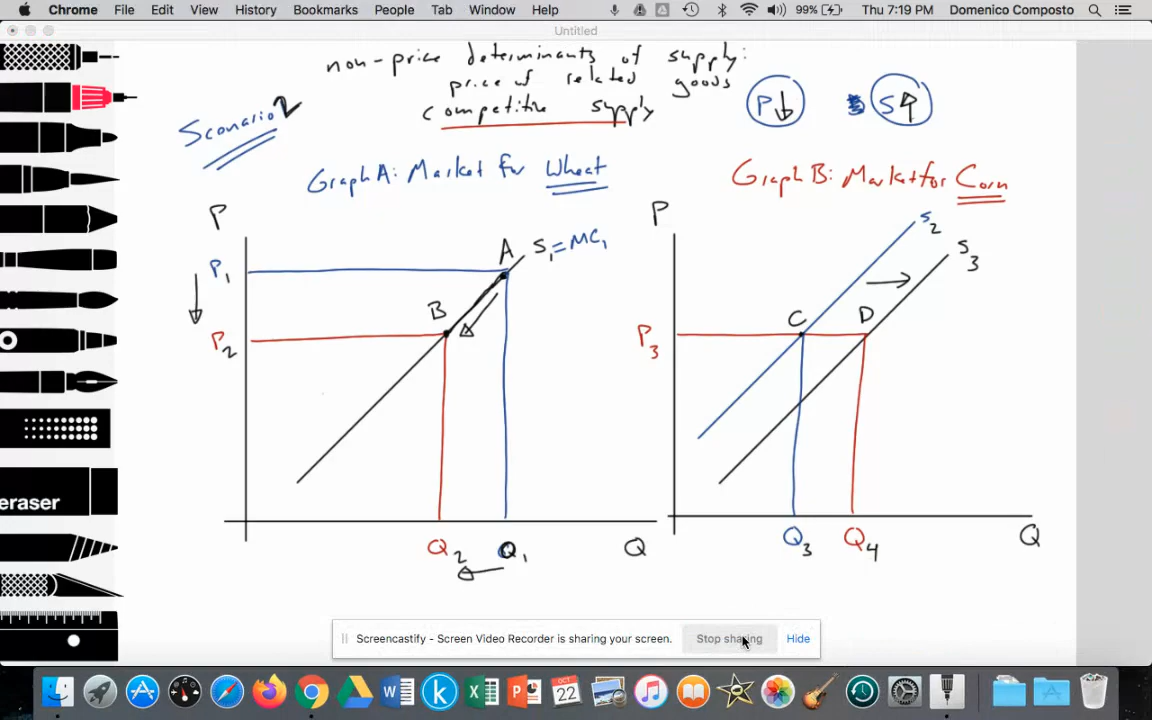 Chrome File Edit View History Bookmarks People Tab Window Help 99% Thu 7:19 PM Domenico Composto
Untitled
non-price determinants of supply:
price of related goods
competitive supply
P↓ S↑
Scenario 2
Graph A: Market for Wheat
Graph B: Market for Corn
P
P
S1=MC1
A
P1
B
P2
Q2
Q1
Q
S2
S3
C
D
P3
Q3
Q4
Q
eraser
Screencastify - Screen Video Recorder is sharing your screen. Stop sharing Hide
OCT
22